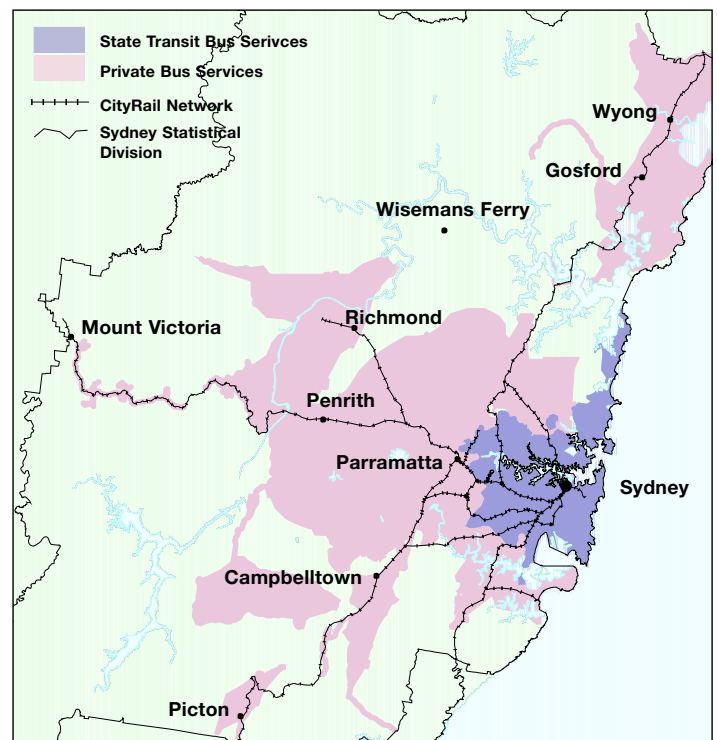 State Transit Bus Serivces
Private Bus Services
CityRail Network
Sydney Statistical
Division
Wyong
Gosford
Wisemans Ferry
Richmond
Mount Victoria
Penrith
Parramatta
Sydney
Campbelltown
Picton